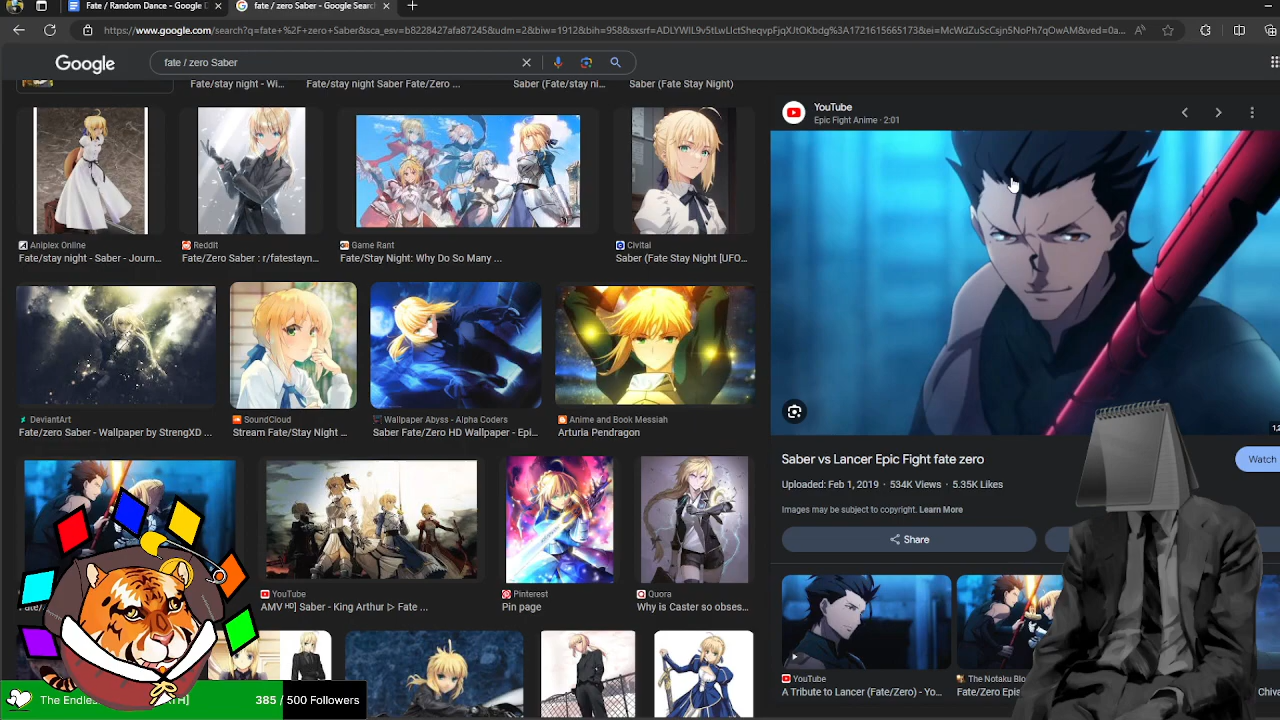 Fate / Random Dance - Google D
fate / zero Saber - Google Searc
https://www.google.com/search?q=fate+%2F+zero+Saber&sca_esv=b8228427afa87245&udm=2&biw=1912&bih=958&sxsrf=
Google
fate / zero Saber
Fate/stay night - Wi...
Fate/stay night Saber Fate/Zero ...
Saber (Fate/stay ni...
Saber (Fate/stay Night)
YouTube
Epic Fight Anime · 2:01
Aniplex Online
Fate/stay night - Saber - Journ...
Reddit
Fate/Zero Saber : r/fatestayn...
Game Rant
Fate/Stay Night: Why Do So Many ...
Civitai
Saber (Fate Stay Night [UFO...
DeviantArt
Fate/zero Saber - Wallpaper by StrengXD ...
SoundCloud
Stream Fate/Stay Night ...
Wallpaper Abyss - Alpha Coders
Saber Fate/Zero HD Wallpaper - Epi...
Anime and Book Messiah
Arturia Pendragon
Saber vs Lancer Epic Fight fate zero
Watch
Uploaded: Feb 1, 2019 · 534K Views · 5.35K Likes
Images may be subject to copyright. Learn More
Share
YouTube
AMV ᴴᴰ] Saber - King Arthur ▷ Fate ...
Pinterest
Pin page
Quora
Why is Caster so obses...
YouTube
A Tribute to Lancer (Fate/Zero) - Yo...
The Notaku Blo
Fate/Zero Epis
Chiva
The Endles
385 / 500 Followers